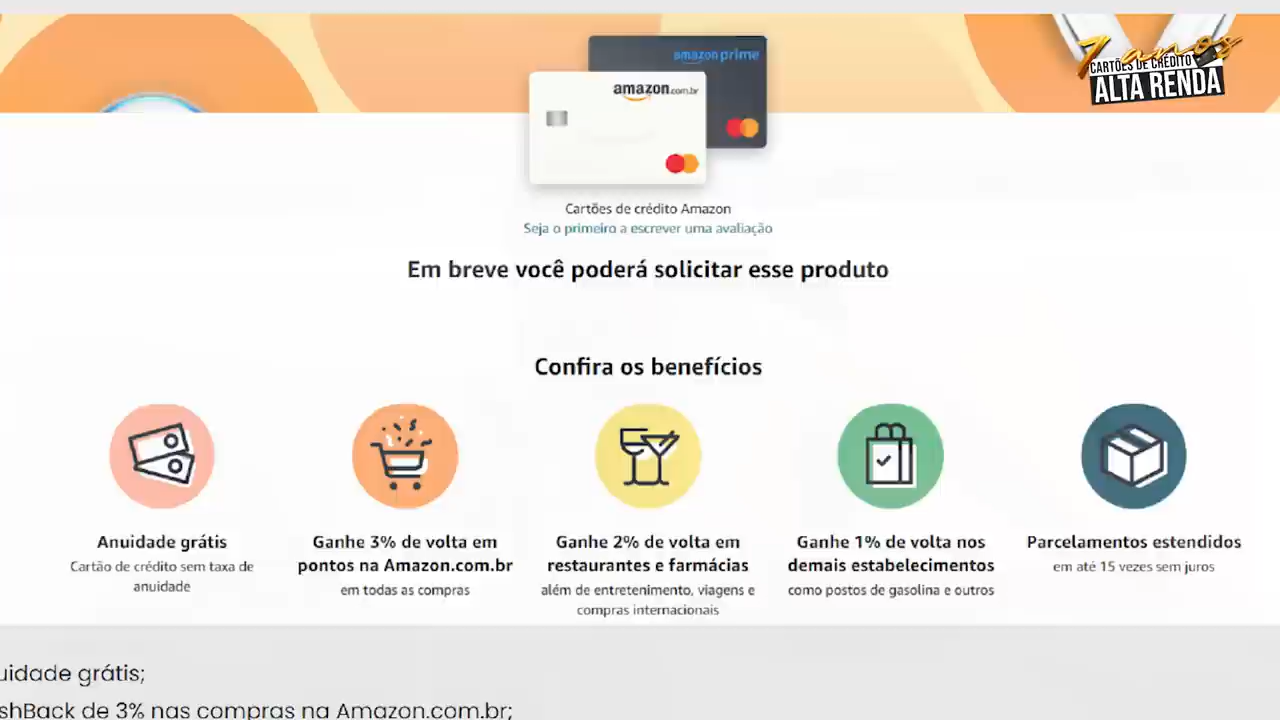 7 anos
CARTÕES DE CRÉDITO
ALTA RENDA
amazon prime
amazon.com.br
Cartões de crédito Amazon
Seja o primeiro a escrever uma avaliação
Em breve você poderá solicitar esse produto
Confira os benefícios
Anuidade grátis
Cartão de crédito sem taxa de
anuidade
Ganhe 3% de volta em
pontos na Amazon.com.br
em todas as compras
Ganhe 2% de volta em
restaurantes e farmácias
além de entretenimento, viagens e
compras internacionais
Ganhe 1% de volta nos
demais estabelecimentos
como postos de gasolina e outros
Parcelamentos estendidos
em até 15 vezes sem juros
uidade grátis;
shBack de 3% nas compras na Amazon.com.br;